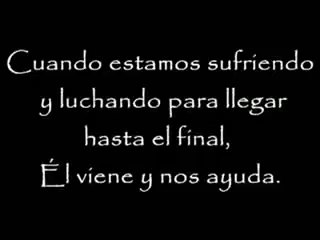 Cuando estamos sufriendo
y luchando para llegar
hasta el final,
Él viene y nos ayuda.